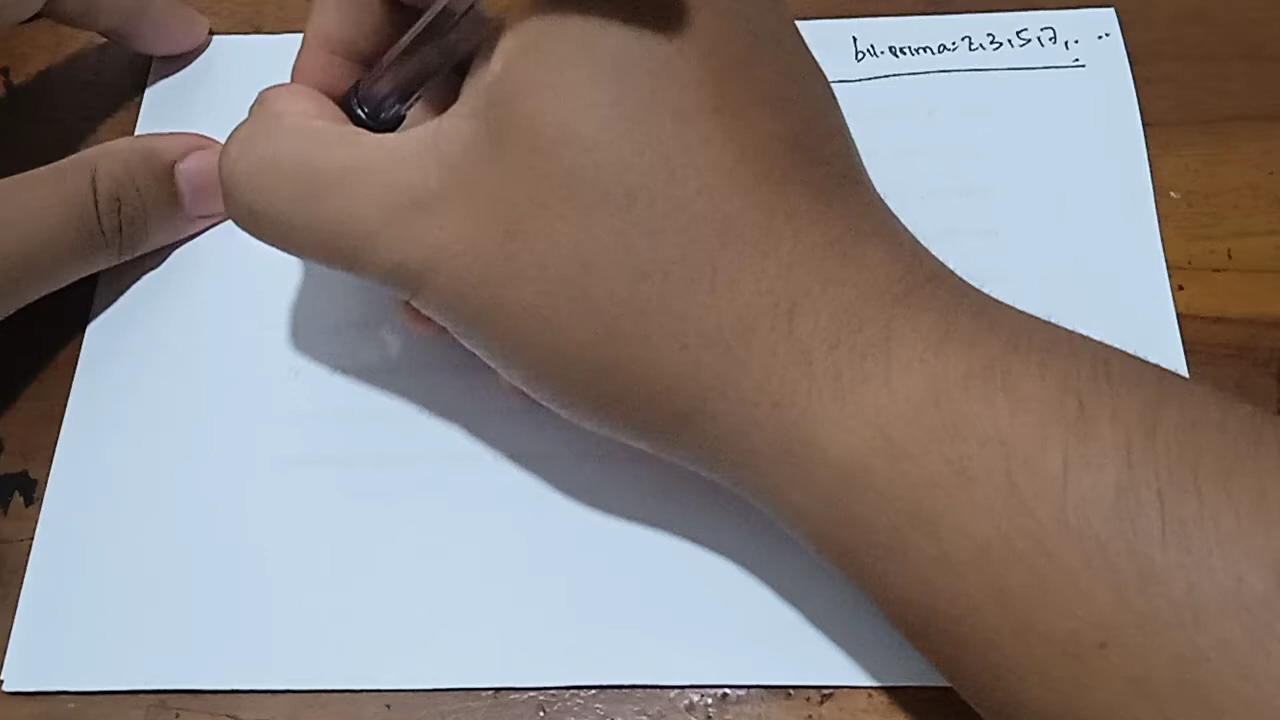 bil. prima: 2, 3, 5, 7, ...